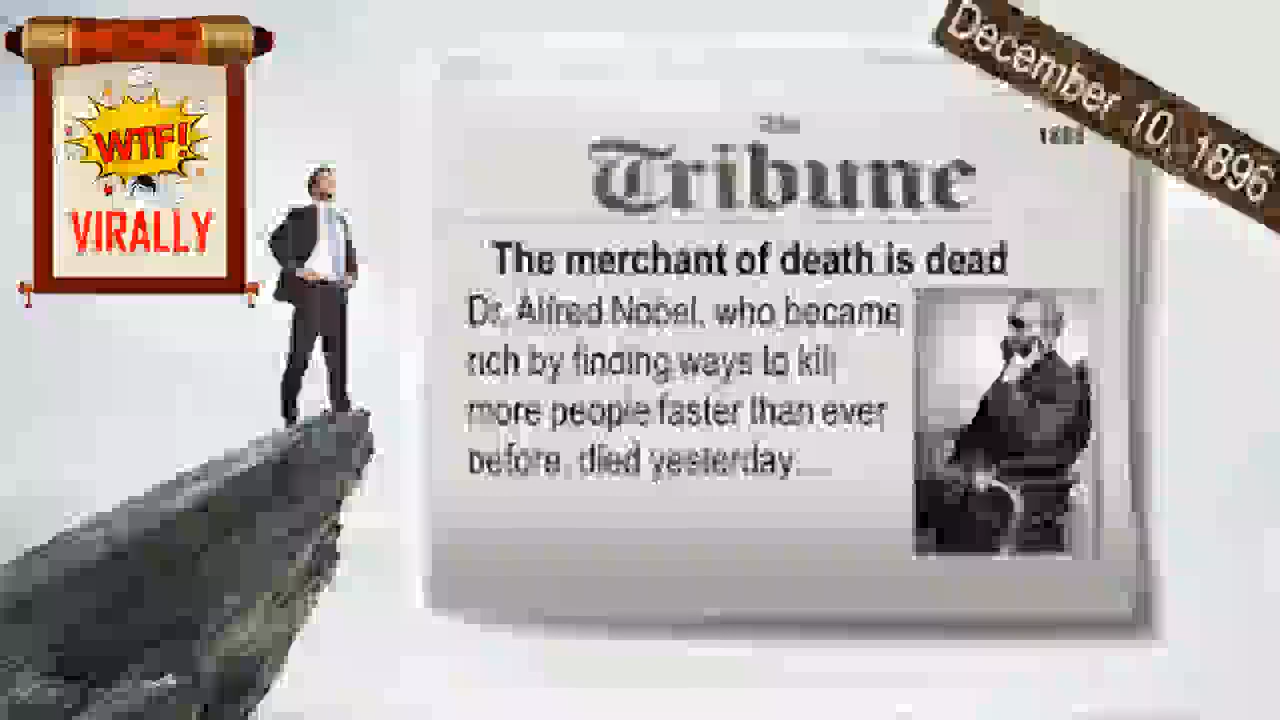 WTF!
VIRALLY
December 10, 1896
The
Tribune
The merchant of death is dead
Dr. Alfred Nobel, who became
rich by finding ways to kill
more people faster than ever
before, died yesterday....